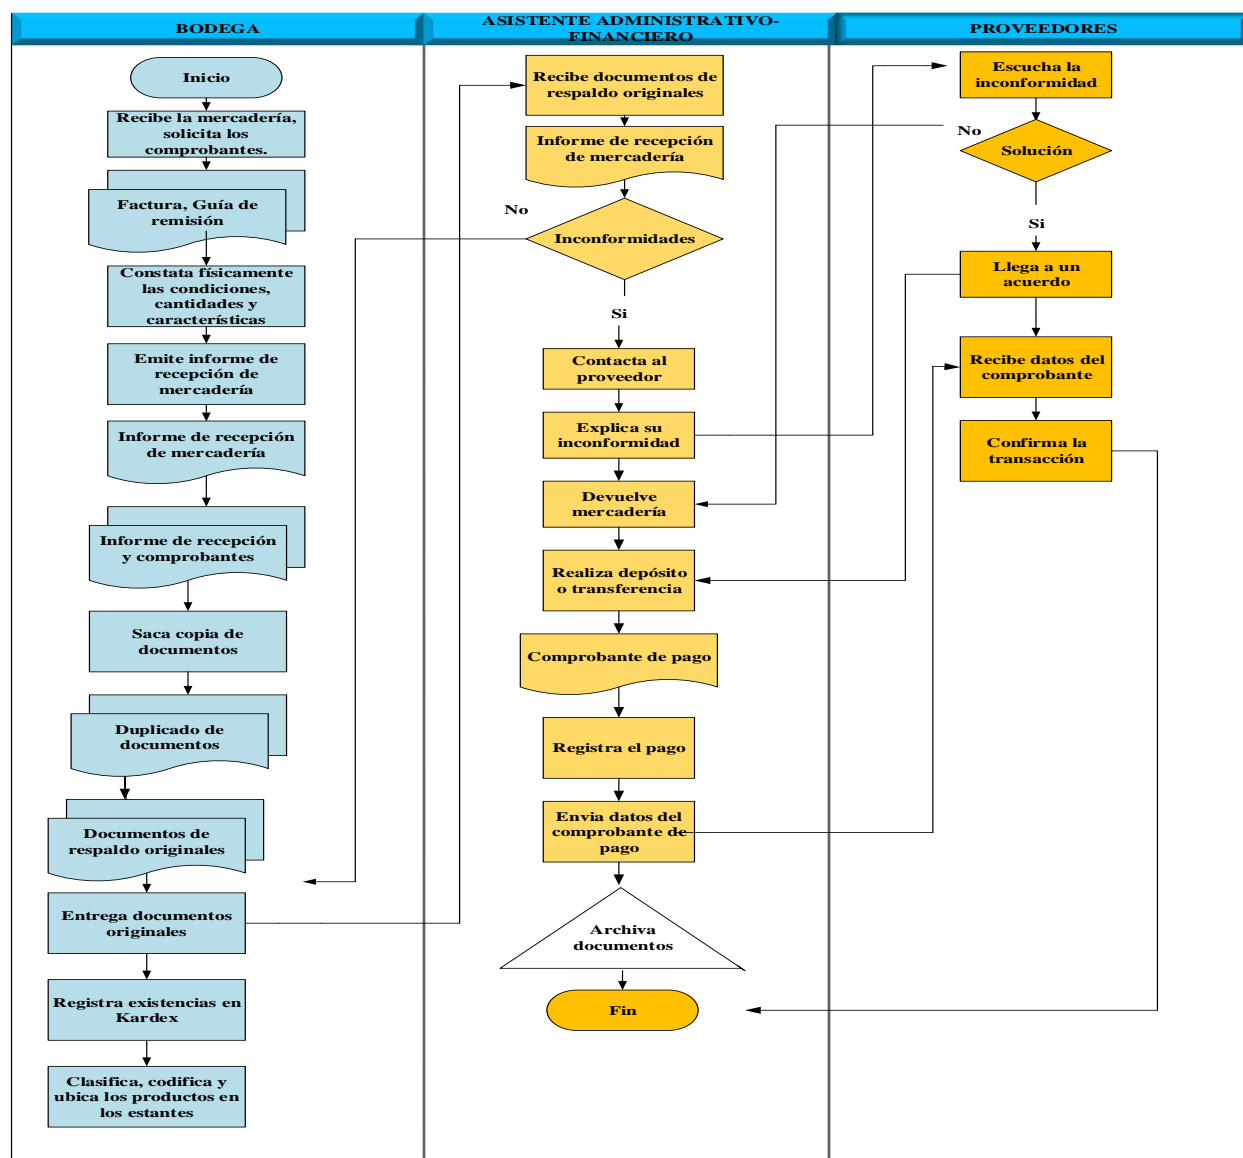 BODEGA
ASISTENTE ADMINISTRATIVO-
FINANCIERO
PROVEEDORES
Inicio
Recibe la mercadería,
solicita los
comprobantes.
Factura, Guía de
remisión
Constata físicamente
las condiciones,
cantidades y
características
Emite informe de
recepción de
mercadería
Informe de recepción
de mercadería
Informe de recepción
y comprobantes
Saca copia de
documentos
Duplicado de
documentos
Documentos de
respaldo originales
Entrega documentos
originales
Registra existencias en
Kardex
Clasifica, codifica y
ubica los productos en
los estantes
Recibe documentos de
respaldo originales
Informe de recepción
de mercadería
No
Inconformidades
Si
Contacta al
proveedor
Explica su
inconformidad
Devuelve
mercadería
Realiza depósito
o transferencia
Comprobante de pago
Registra el pago
Envia datos del
comprobante de
pago
Archiva
documentos
Fin
Escucha la
inconformidad
No
Solución
Si
Llega a un
acuerdo
Recibe datos del
comprobante
Confirma la
transacción